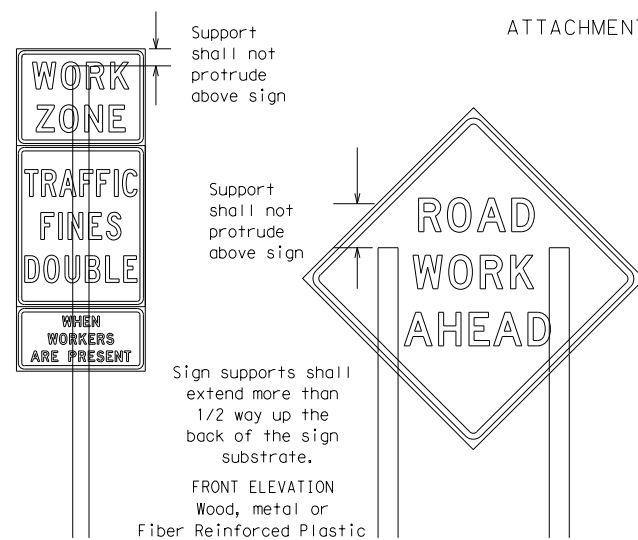 ATTACHMENT
Support
shall not
protrude
above sign
WORK
ZONE
TRAFFIC
FINES
DOUBLE
WHEN
WORKERS
ARE PRESENT
Support
shall not
protrude
above sign
ROAD
WORK
AHEAD
Sign supports shall
extend more than
1/2 way up the
back of the sign
substrate.
FRONT ELEVATION
Wood, metal or
Fiber Reinforced Plastic